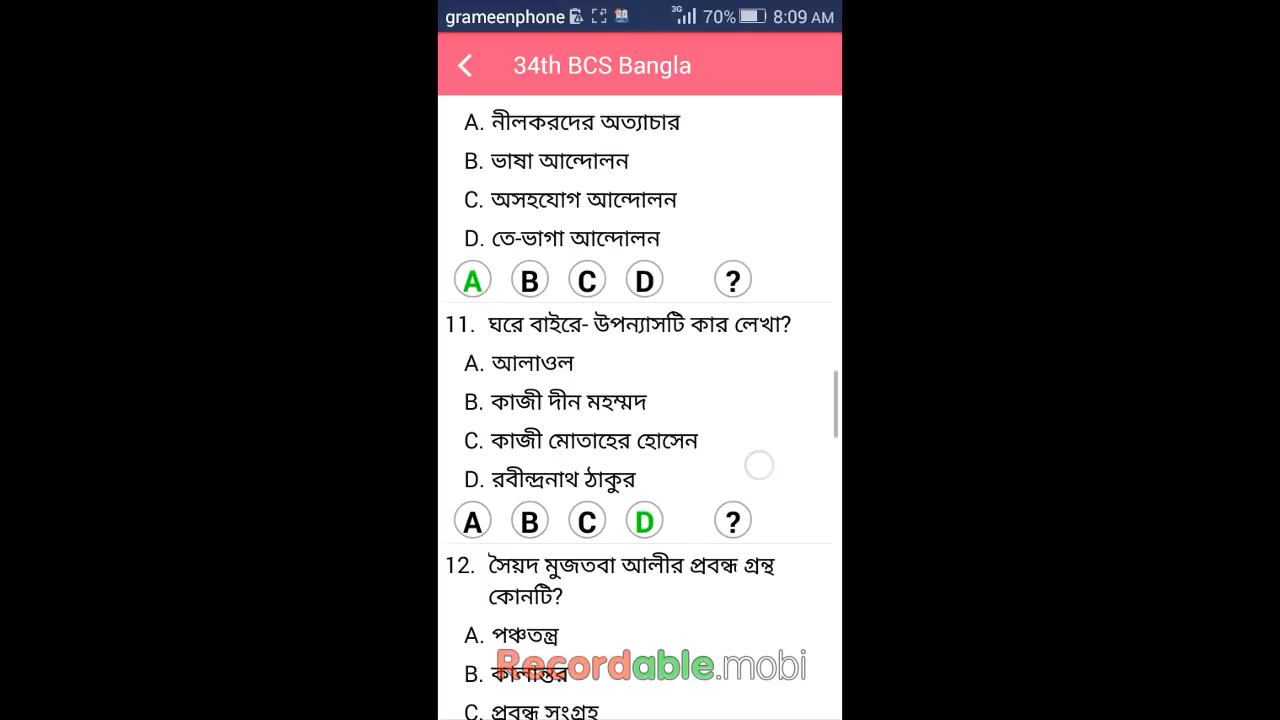 grameenphone 3G 70% 8:09 AM
34th BCS Bangla
A. নীলকরদের অত্যাচার
B. ভাষা আন্দোলন
C. অসহযোগ আন্দোলন
D. তে-ভাগা আন্দোলন
A B C D ?
11. ঘরে বাইরে- উপন্যাসটি কার লেখা?
A. আলাওল
B. কাজী দীন মহম্মদ
C. কাজী মোতাহের হোসেন
D. রবীন্দ্রনাথ ঠাকুর
A B C D ?
12. সৈয়দ মুজতবা আলীর প্রবন্ধ গ্রন্থ
কোনটি?
A. পঞ্চতন্ত্র
Recordable.mobi
B. কালান্তর
C. প্রবন্ধ সংগ্রহ